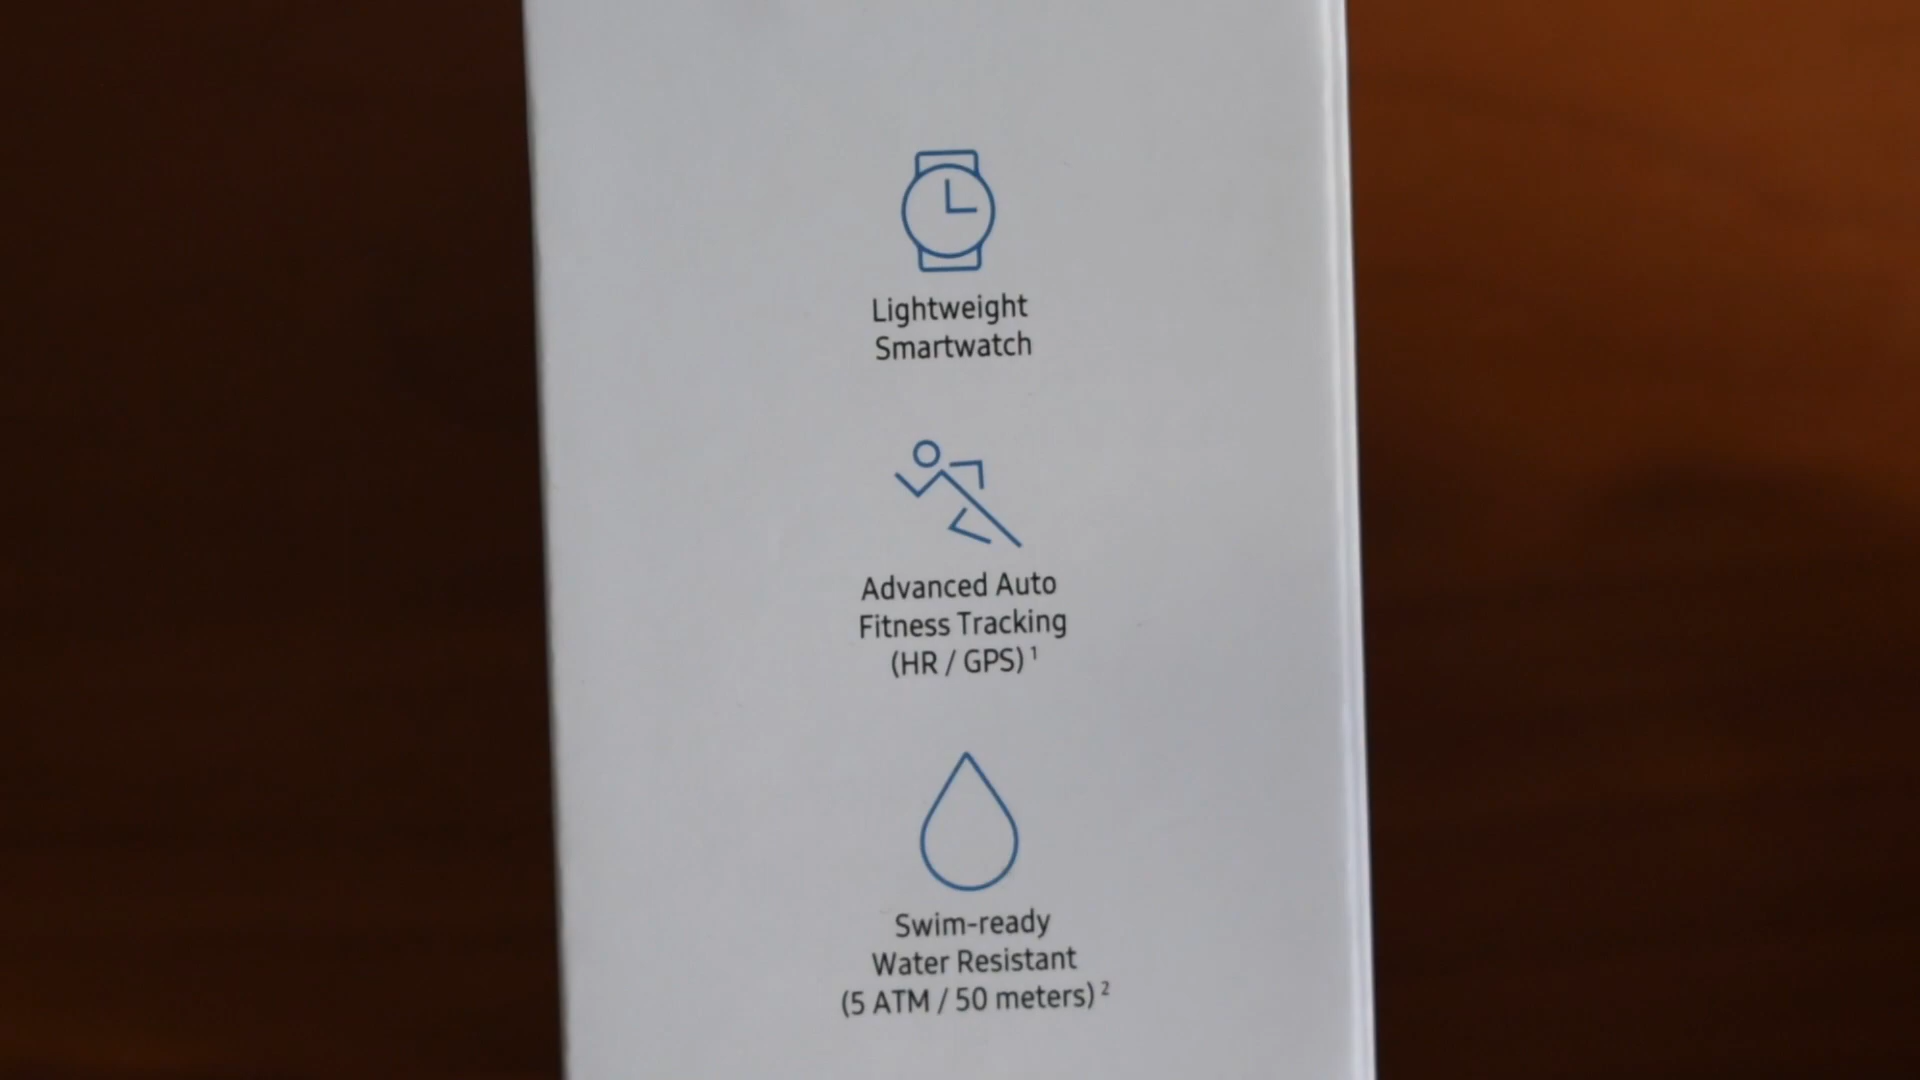 Lightweight
Smartwatch
Advanced Auto
Fitness Tracking
(HR / GPS) ¹
Swim-ready
Water Resistant
(5 ATM / 50 meters) ²